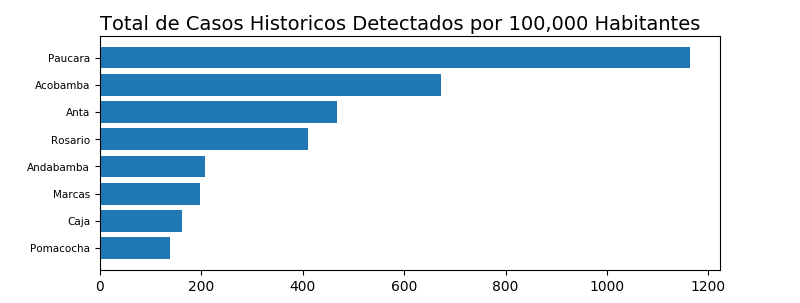 Total de Casos Historicos Detectados por 100,000 Habitantes
Paucara
Acobamba
Anta
Rosario
Andabamba
Marcas
Caja
Pomacocha
0 200 400 600 800 1000 1200